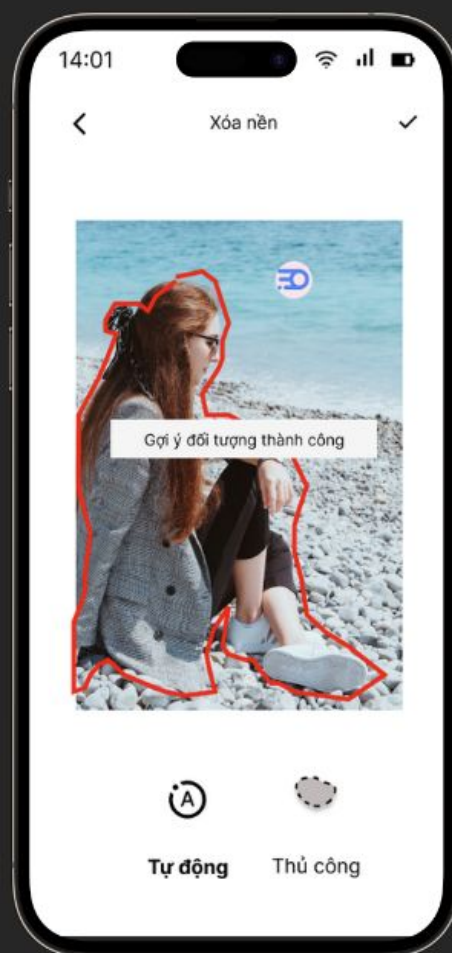 14:01
Xóa nền
Gợi ý đối tượng thành công
A
Tự động
Thủ công